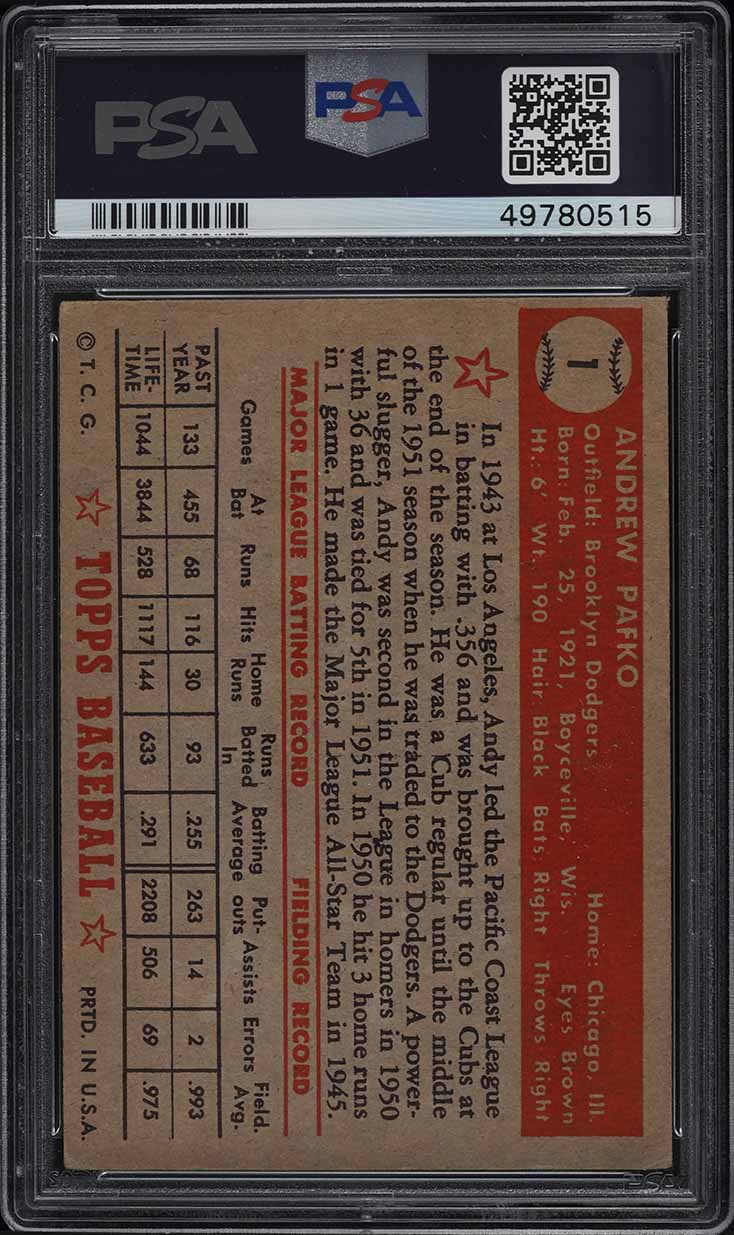 PSA
PSA
49780515
1
ANDREW PAFKO
Outfield: Brooklyn Dodgers Home: Chicago, Ill.
Born: Feb. 25, 1921, Boyceville, Wis. Eyes Brown
Ht.: 6' Wt. 190 Hair Black Bats: Right Throws Right
In 1943 at Los Angeles, Andy led the Pacific Coast League
in batting with .356 and was brought up to the Cubs at
the end of the season. He was a Cub regular until the middle
of the 1951 season when he was traded to the Dodgers. A power-
ful slugger, Andy was second in the League in homers in 1950
with 36 and was tied for 5th in 1951. In 1950 he hit 3 home runs
in 1 game. He made the Major League All-Star Team in 1945.
MAJOR LEAGUE BATTING RECORD FIELDING RECORD
Games At Bat Runs Hits Home Runs Runs Batted In Batting Average Put-outs Assists Errors Field. Avg.
PAST YEAR 133 455 68 116 30 93 .255 263 14 2 .993
LIFE-TIME 1044 3844 528 1117 144 633 .291 2208 506 69 .975
© T. C. G. TOPPS BASEBALL PRTD. IN U.S.A.